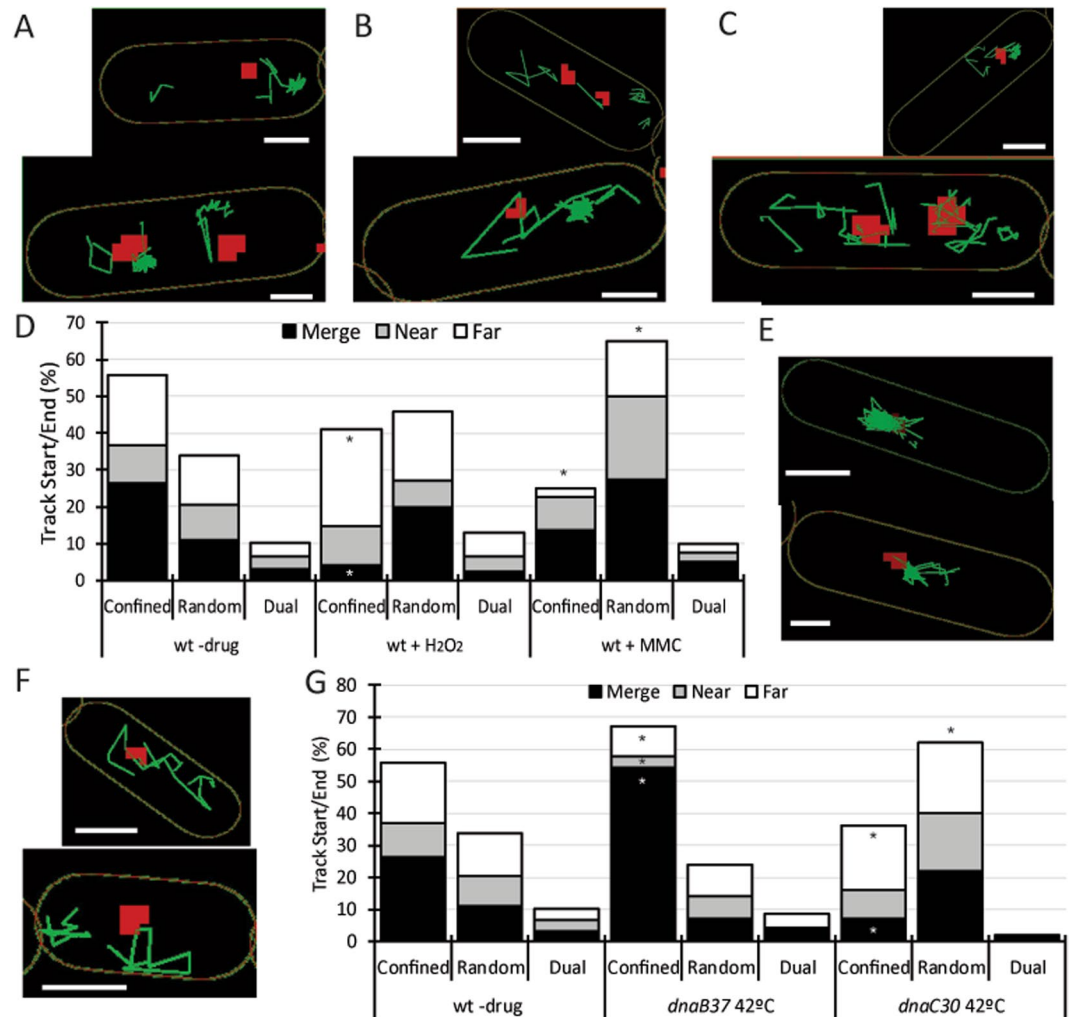 A
B
C
D
Merge Near Far
Track Start/End (%)
70
60
50
40
30
20
10
0
*
*
*
*
Confined Random Dual Confined Random Dual Confined Random Dual
wt -drug wt + H2O2 wt + MMC
E
F
G
Merge Near Far
Track Start/End (%)
80
70
60
50
40
30
20
10
0
*
*
*
*
*
*
Confined Random Dual Confined Random Dual Confined Random Dual
wt -drug dnaB37 42ºC dnaC30 42ºC